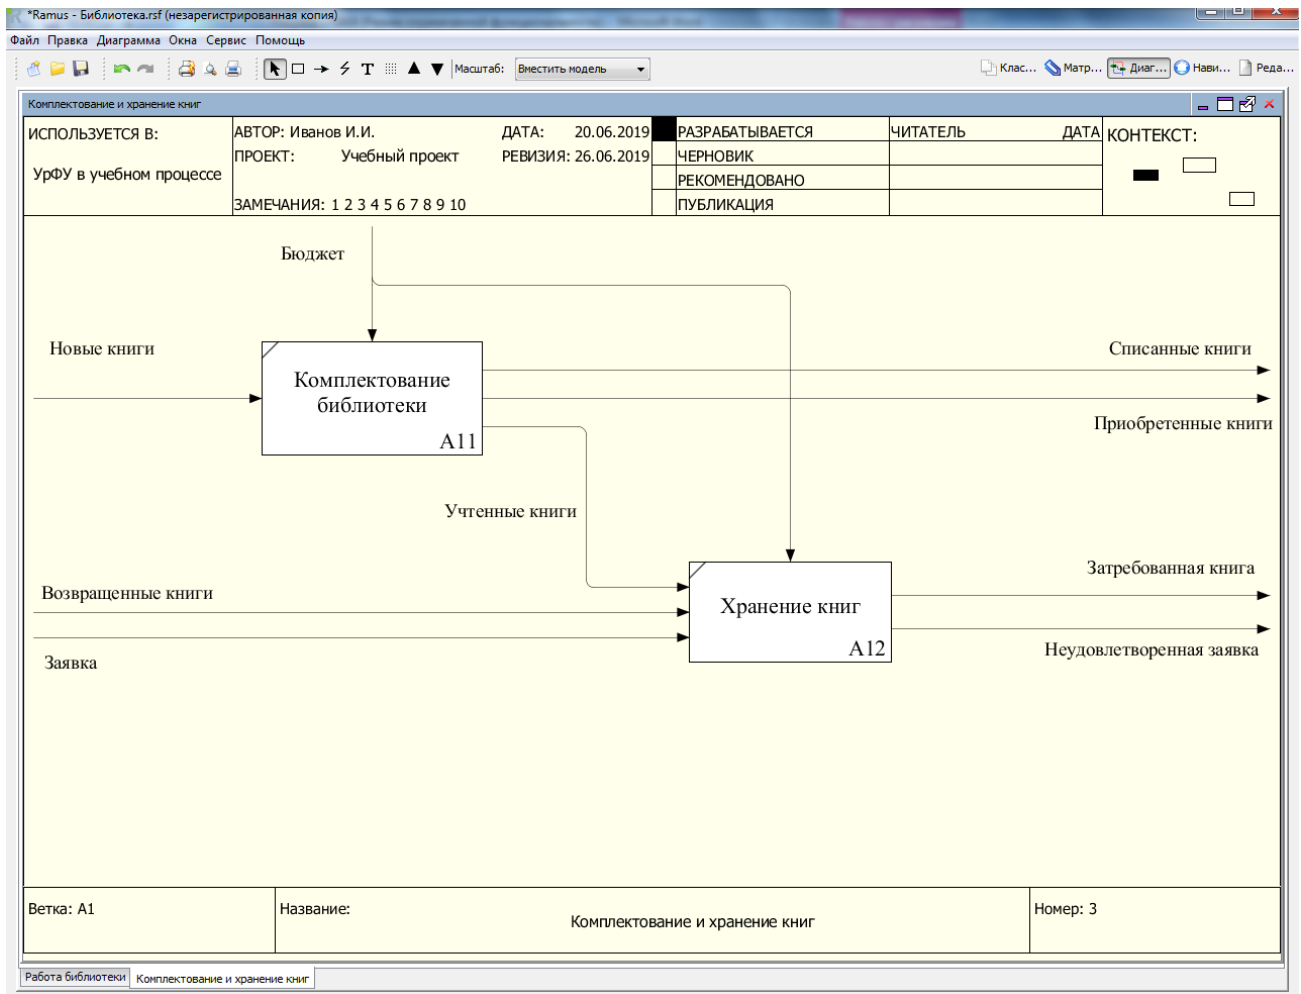 *Ramus - Библиотека.rsf (незарегистрированная копия)
Файл Правка Диаграмма Окна Сервис Помощь
T Масштаб: Вместить модель Клас... Матр... Диаг... Нави... Реда...
Комплектование и хранение книг
ИСПОЛЬЗУЕТСЯ В:
УрФУ в учебном процессе
АВТОР: Иванов И.И. ДАТА: 20.06.2019
ПРОЕКТ: Учебный проект РЕВИЗИЯ: 26.06.2019
ЗАМЕЧАНИЯ: 1 2 3 4 5 6 7 8 9 10
РАЗРАБАТЫВАЕТСЯ
ЧЕРНОВИК
РЕКОМЕНДОВАНО
ПУБЛИКАЦИЯ
ЧИТАТЕЛЬ ДАТА
КОНТЕКСТ:
Бюджет
Новые книги
Комплектование
библиотеки
A11
Списанные книги
Приобретенные книги
Учтенные книги
Возвращенные книги
Заявка
Хранение книг
A12
Затребованная книга
Неудовлетворенная заявка
Ветка: A1
Название:
Комплектование и хранение книг
Номер: 3
Работа библиотеки Комплектование и хранение книг